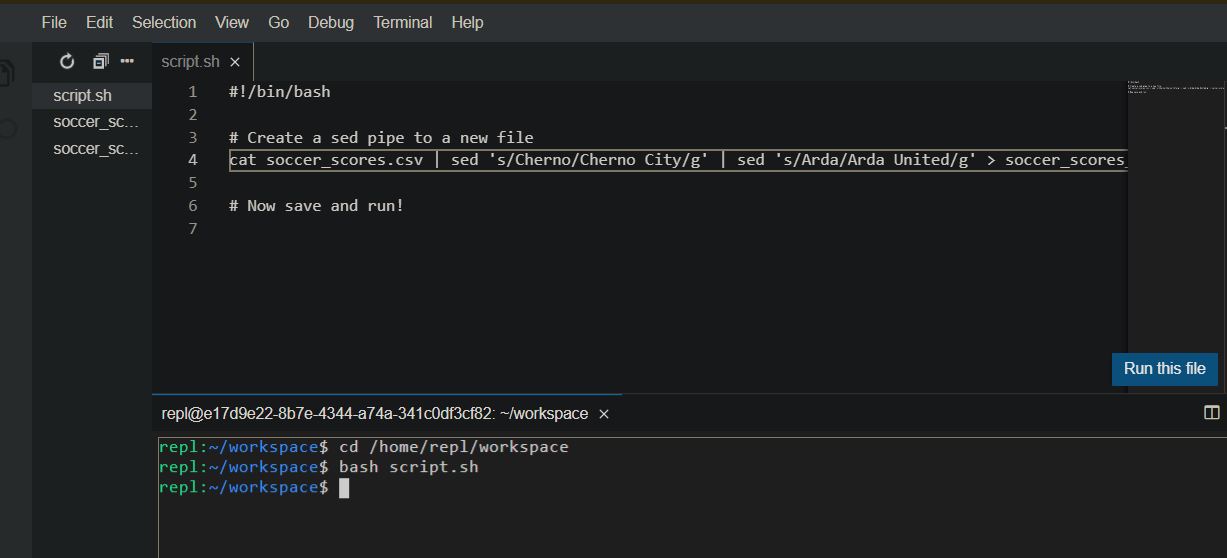 File Edit Selection View Go Debug Terminal Help
script.sh
soccer_sc...
soccer_sc...
script.sh ×
1 #!/bin/bash
2
3 # Create a sed pipe to a new file
4 cat soccer_scores.csv | sed 's/Cherno/Cherno City/g' | sed 's/Arda/Arda United/g' > soccer_scores_
5
6 # Now save and run!
7
Run this file
repl@e17d9e22-8b7e-4344-a74a-341c0df3cf82: ~/workspace ×
repl:~/workspace$ cd /home/repl/workspace
repl:~/workspace$ bash script.sh
repl:~/workspace$